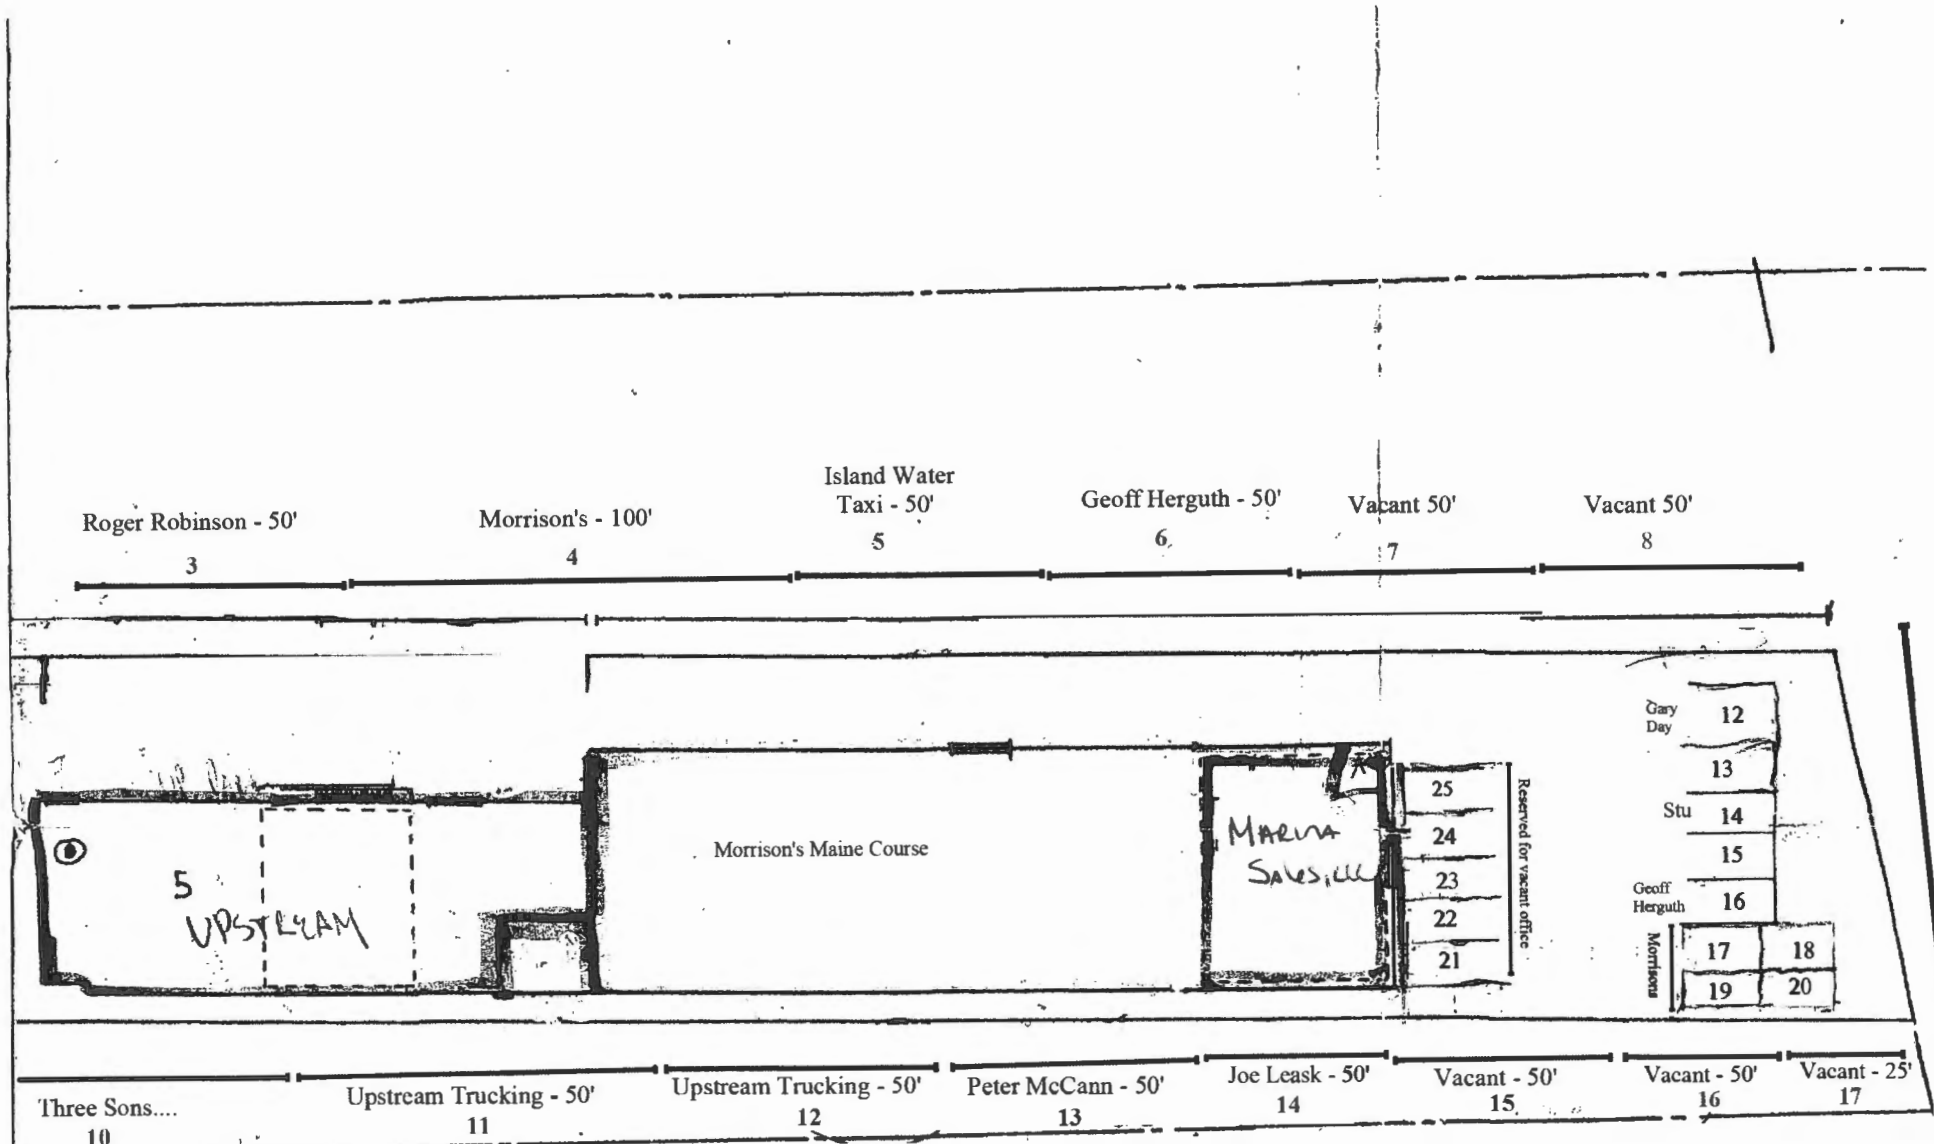 Island Water
Roger Robinson - 50' Morrison's - 100' Taxi - 50' Geoff Herguth - 50' Vacant 50' Vacant 50'
3 4 5 6 7 8
Gary
Day
12
13
Stu 14
15
Geoff
Herguth
16
Morrisons
17 18
19 20
25
24
23
22
21
Reserved for vacant office
MARINA
SALES, LLC
Morrison's Maine Course
5
UPSTREAM
Three Sons.... Upstream Trucking - 50' Upstream Trucking - 50' Peter McCann - 50' Joe Leask - 50' Vacant - 50' Vacant - 50' Vacant - 25'
10 11 12 13 14 15 16 17